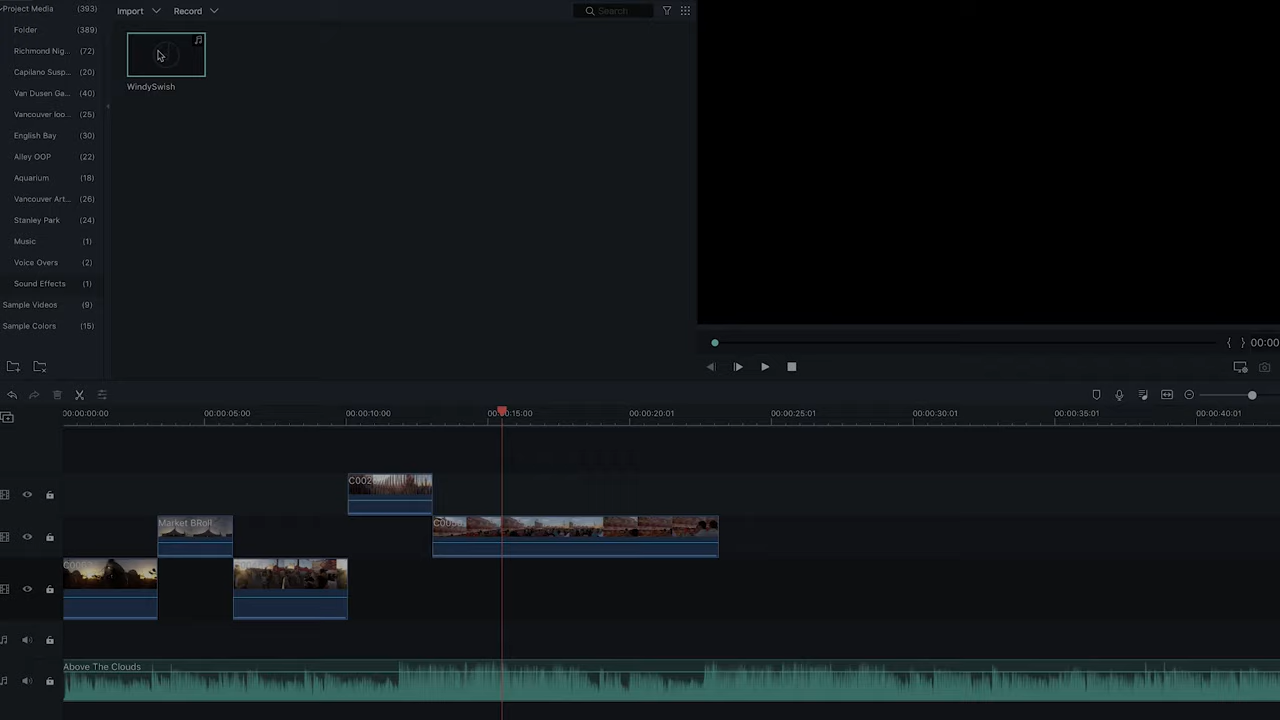 Project Media (393)
Import
Record
Search
Folder (389)
Richmond Nig... (72)
Capilano Susp... (20)
Van Dusen Ga... (40)
Vancouver loo... (25)
English Bay (30)
Alley OOP (22)
Aquarium (18)
Vancouver Art... (26)
Stanley Park (24)
Music (1)
Voice Overs (2)
Sound Effects (1)
Sample Videos (9)
Sample Colors (15)
WindySwish
{ } 00:00
00:00:00:00 00:00:05:00 00:00:10:00 00:00:15:00 00:00:20:01 00:00:25:01 00:00:30:01 00:00:35:01 00:00:40:01
Market BRoll
Above The Clouds